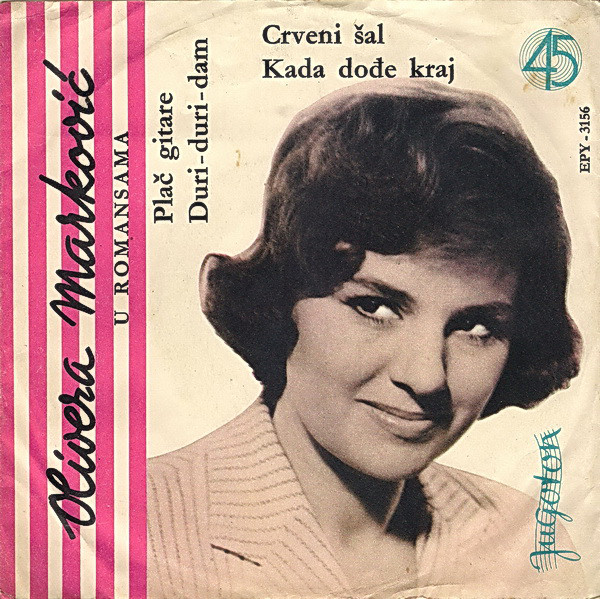 Olivera Marković
U ROMANSAMA
Plač gitare
Duri-duri-dam
Crveni šal
Kada dođe kraj
45
EPY-3156
Jugoton